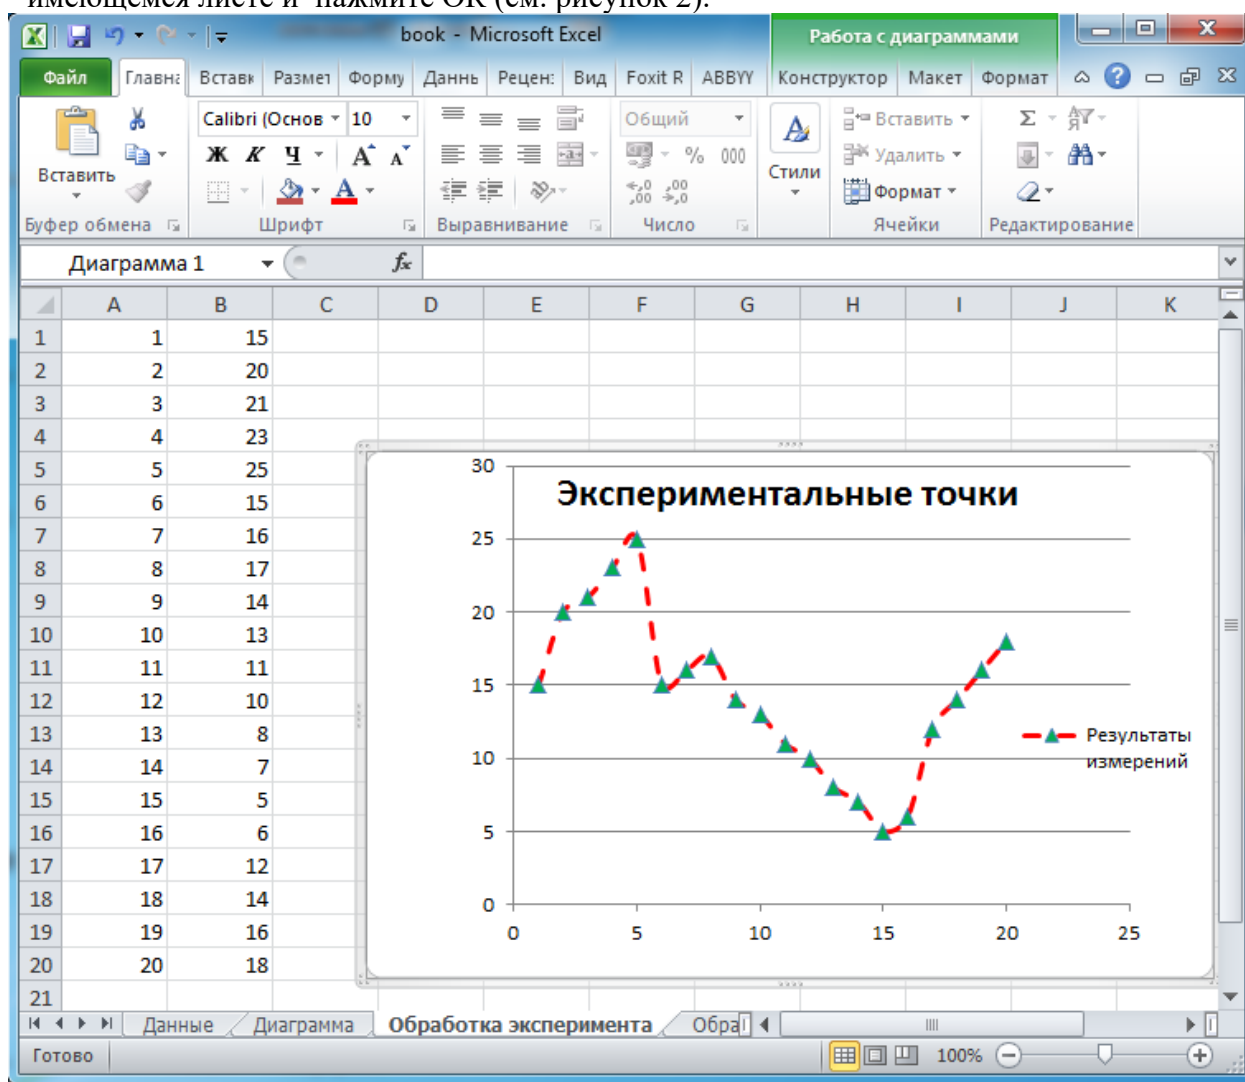 имеющемся листе и нажмите ОК (см. рисунок 2).
book - Microsoft Excel
Работа с диаграммами
Файл Главна Вставк Размет Форму Даннь Рецен: Вид Foxit R ABBYY Конструктор Макет Формат
Calibri (Основ 10 Общий
Ж К Ч А А % 000
Вставить Стили
Вставить
Удалить
Формат
Буфер обмена Шрифт Выравнивание Число Ячейки Редактирование
Диаграмма 1 fx
A B C D E F G H I J K
1 1 15
2 2 20
3 3 21
4 4 23
5 5 25
6 6 15
7 7 16
8 8 17
9 9 14
10 10 13
11 11 11
12 12 10
13 13 8
14 14 7
15 15 5
16 16 6
17 17 12
18 18 14
19 19 16
20 20 18
21
Экспериментальные точки
30
25
20
15
10
5
0
0 5 10 15 20 25
Результаты
измерений
Данные Диаграмма Обработка эксперимента Обра
Готово 100%